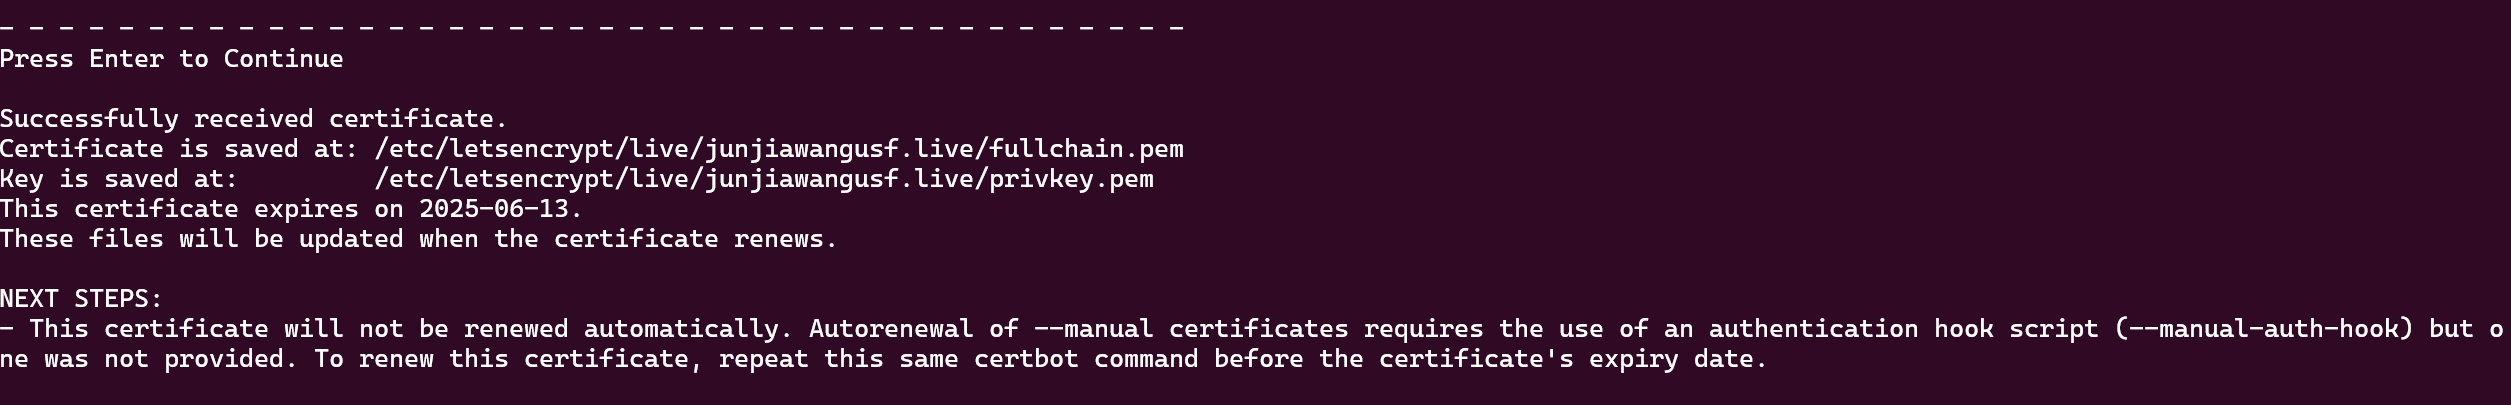 - - - - - - - - - - - - - - - - - - - - - - - - - - - - - - - - - - - - - - - -
Press Enter to Continue

Successfully received certificate.
Certificate is saved at: /etc/letsencrypt/live/junjiawangusf.live/fullchain.pem
Key is saved at:         /etc/letsencrypt/live/junjiawangusf.live/privkey.pem
This certificate expires on 2025-06-13.
These files will be updated when the certificate renews.

NEXT STEPS:
- This certificate will not be renewed automatically. Autorenewal of --manual certificates requires the use of an authentication hook script (--manual-auth-hook) but o
ne was not provided. To renew this certificate, repeat this same certbot command before the certificate's expiry date.